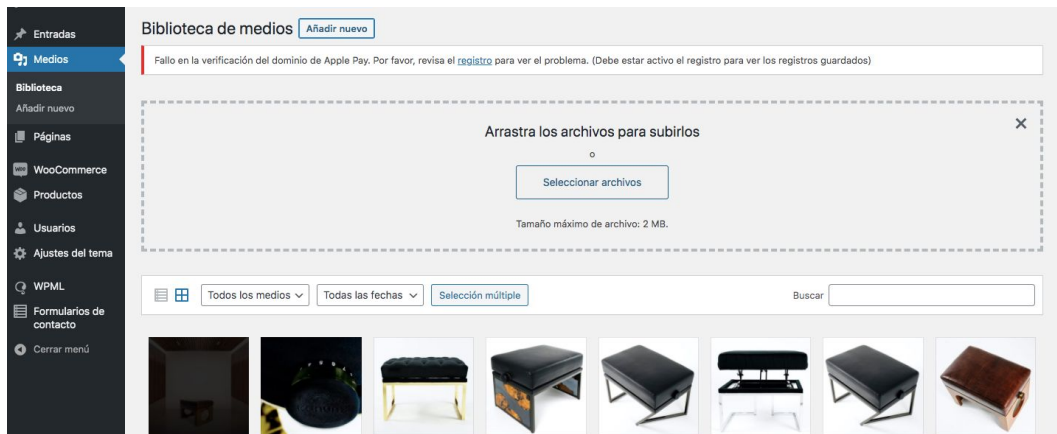 Entradas
Medios
Biblioteca
Añadir nuevo
Páginas
WooCommerce
Productos
Usuarios
Ajustes del tema
WPML
Formularios de
contacto
Cerrar menú
Biblioteca de medios Añadir nuevo
Fallo en la verificación del dominio de Apple Pay. Por favor, revisa el registro para ver el problema. (Debe estar activo el registro para ver los registros guardados)
Arrastra los archivos para subirlos
o
Seleccionar archivos
Tamaño máximo de archivo: 2 MB.
Todos los medios Todas las fechas Selección múltiple Buscar